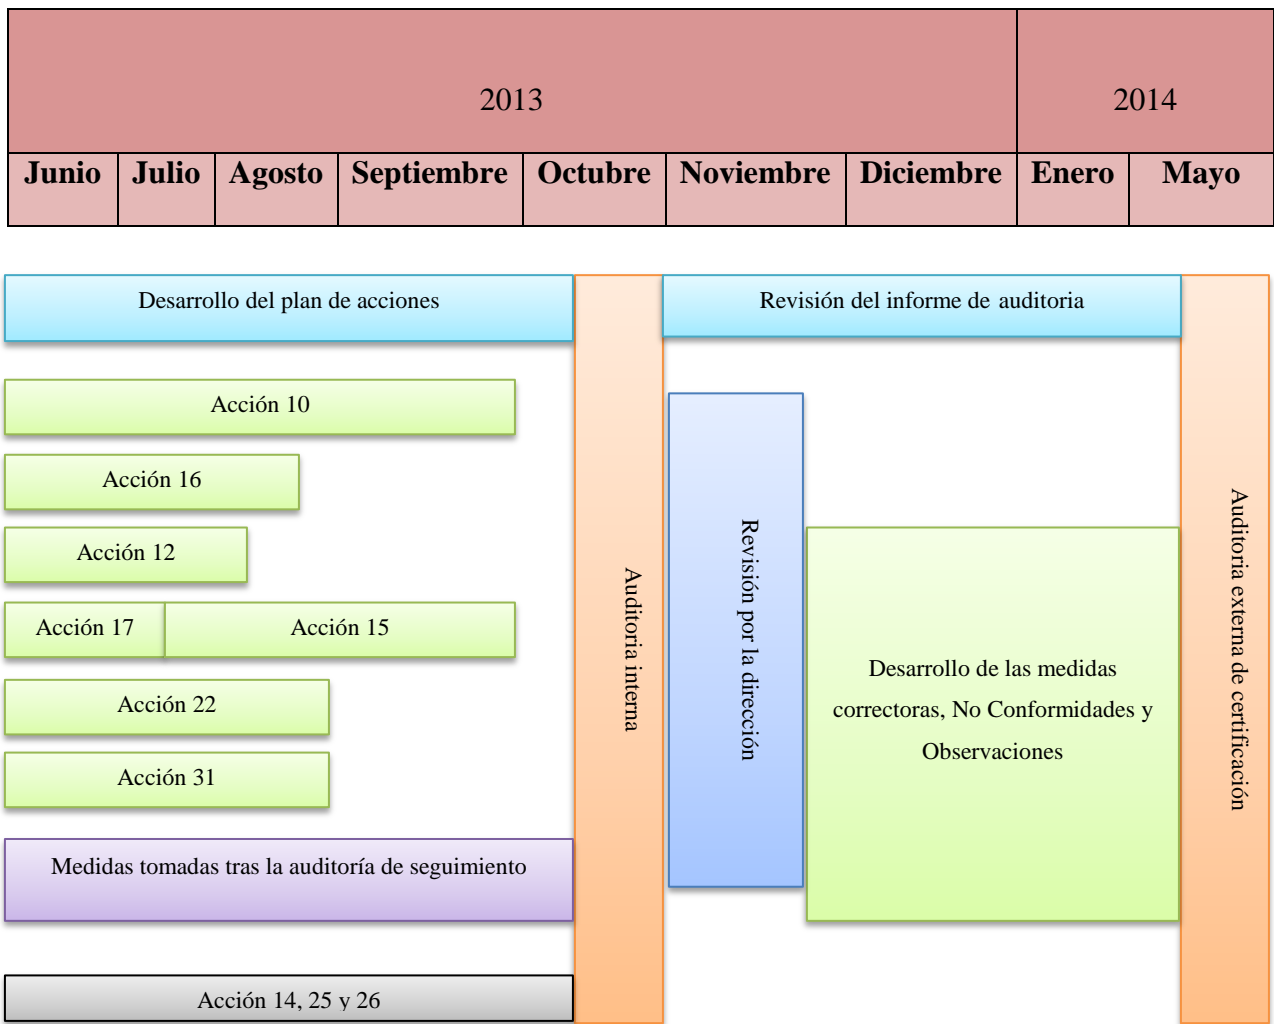 2013
2014
Junio Julio Agosto Septiembre Octubre Noviembre Diciembre Enero Mayo
Desarrollo del plan de acciones
Revisión del informe de auditoria
Acción 10
Acción 16
Acción 12
Acción 17
Acción 15
Acción 22
Acción 31
Medidas tomadas tras la auditoría de seguimiento
Acción 14, 25 y 26
Auditoria interna
Revisión por la dirección
Desarrollo de las medidas
correctoras, No Conformidades y
Observaciones
Auditoria externa de certificación